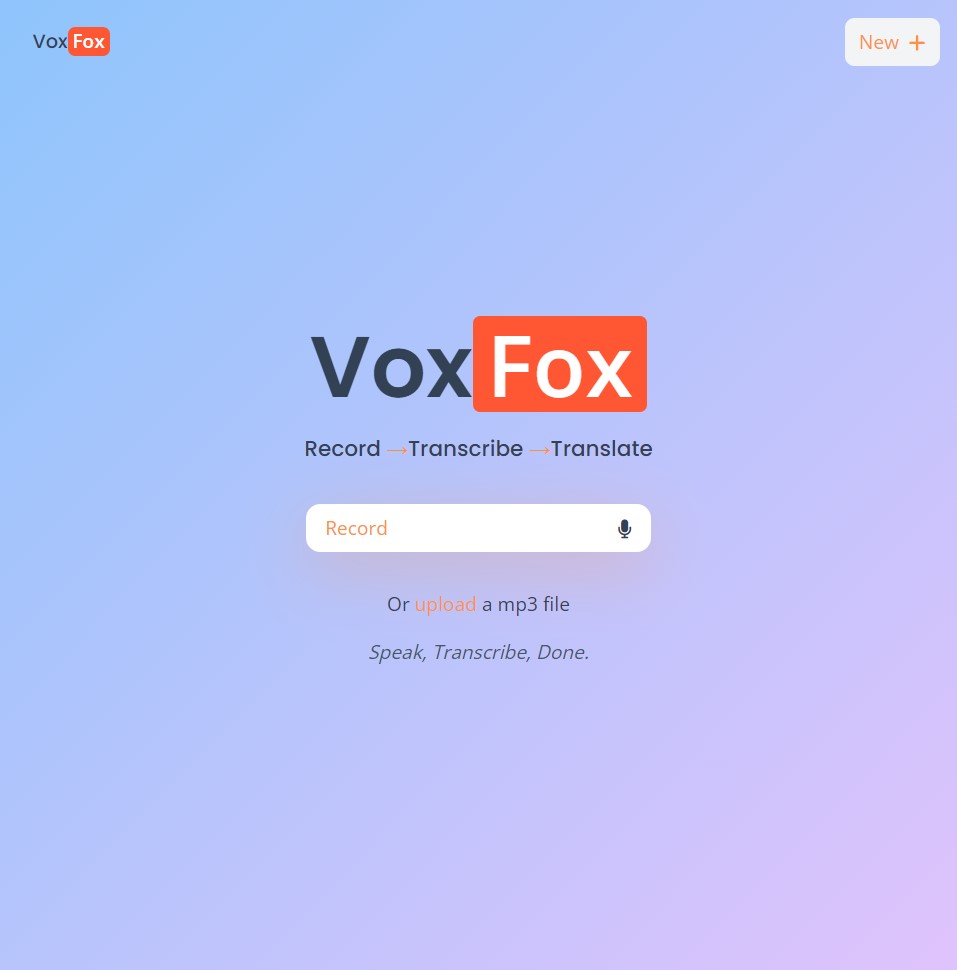 VoxFox
New +
VoxFox
Record →Transcribe →Translate
Record
Or upload a mp3 file
Speak, Transcribe, Done.